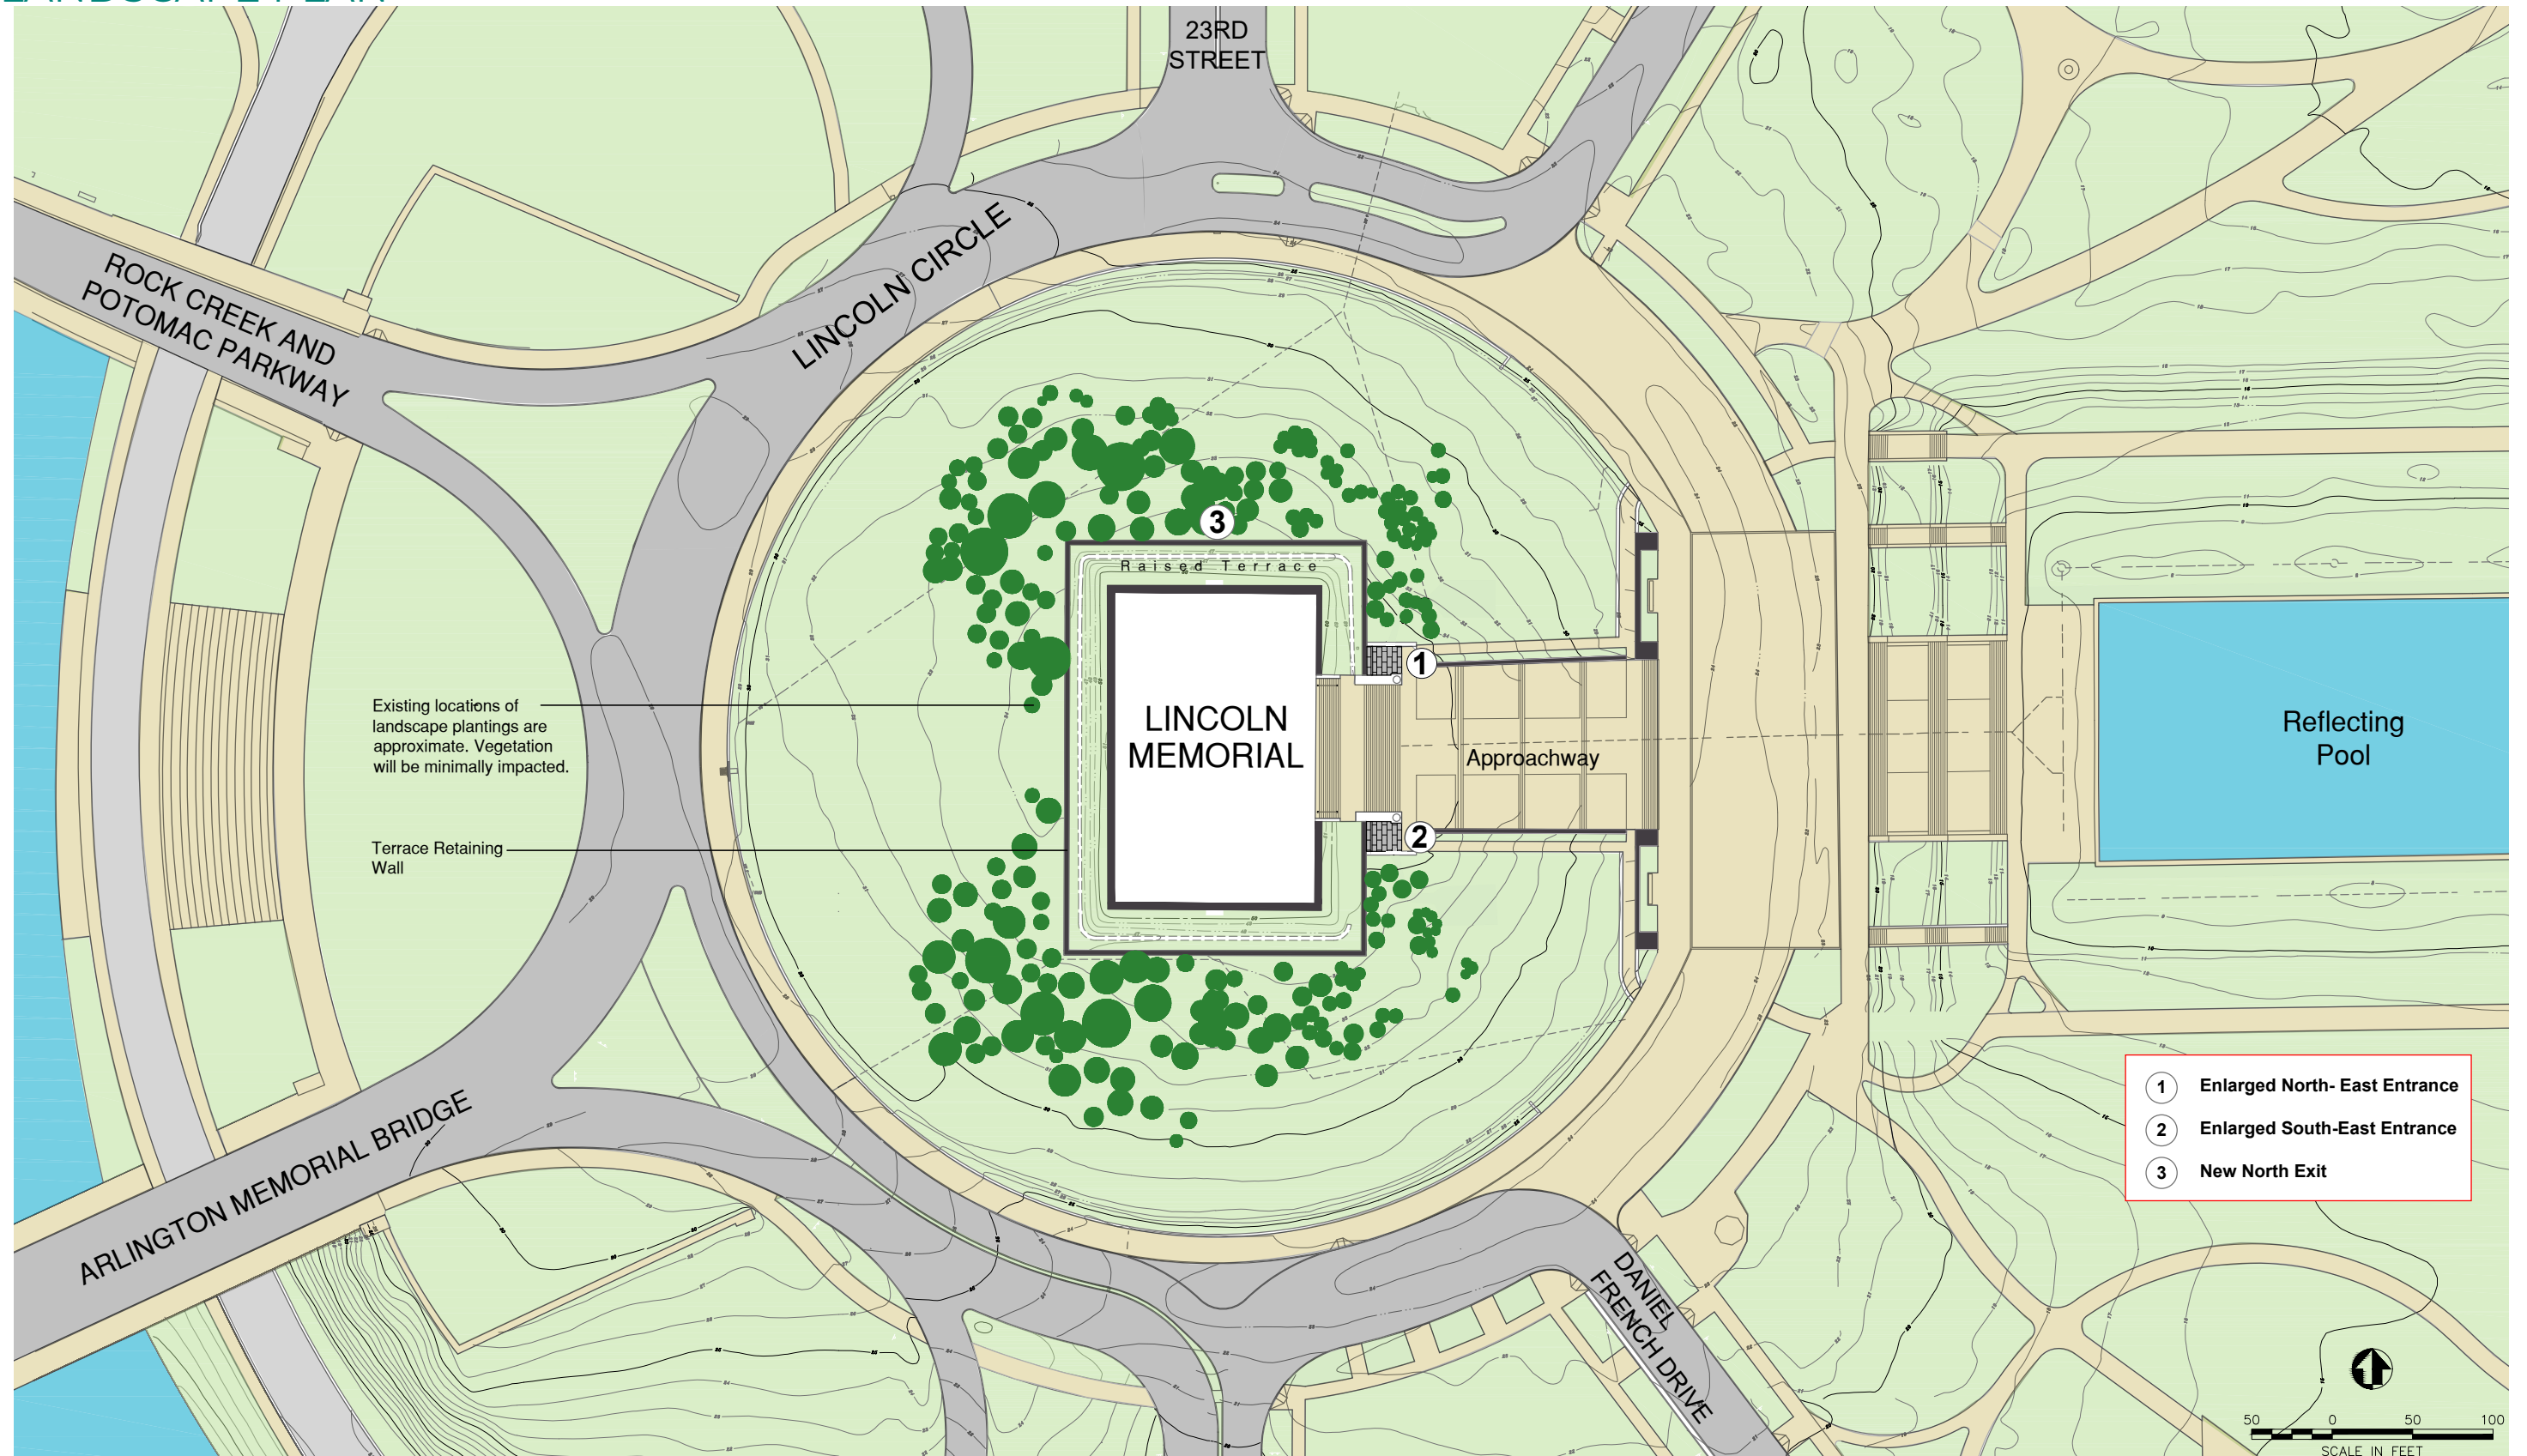 LANDSCAPE PLAN
23RD
STREET
LINCOLN CIRCLE
ROCK CREEK AND
POTOMAC PARKWAY
3
Raised Terrace
1
Existing locations of
landscape plantings are
approximate. Vegetation
will be minimally impacted.
LINCOLN
MEMORIAL
Approachway
Reflecting
Pool
2
Terrace Retaining
Wall
ARLINGTON MEMORIAL BRIDGE
1 Enlarged North- East Entrance
2 Enlarged South-East Entrance
3 New North Exit
DANIEL
FRENCH DRIVE
50 0 50 100
SCALE IN FEET